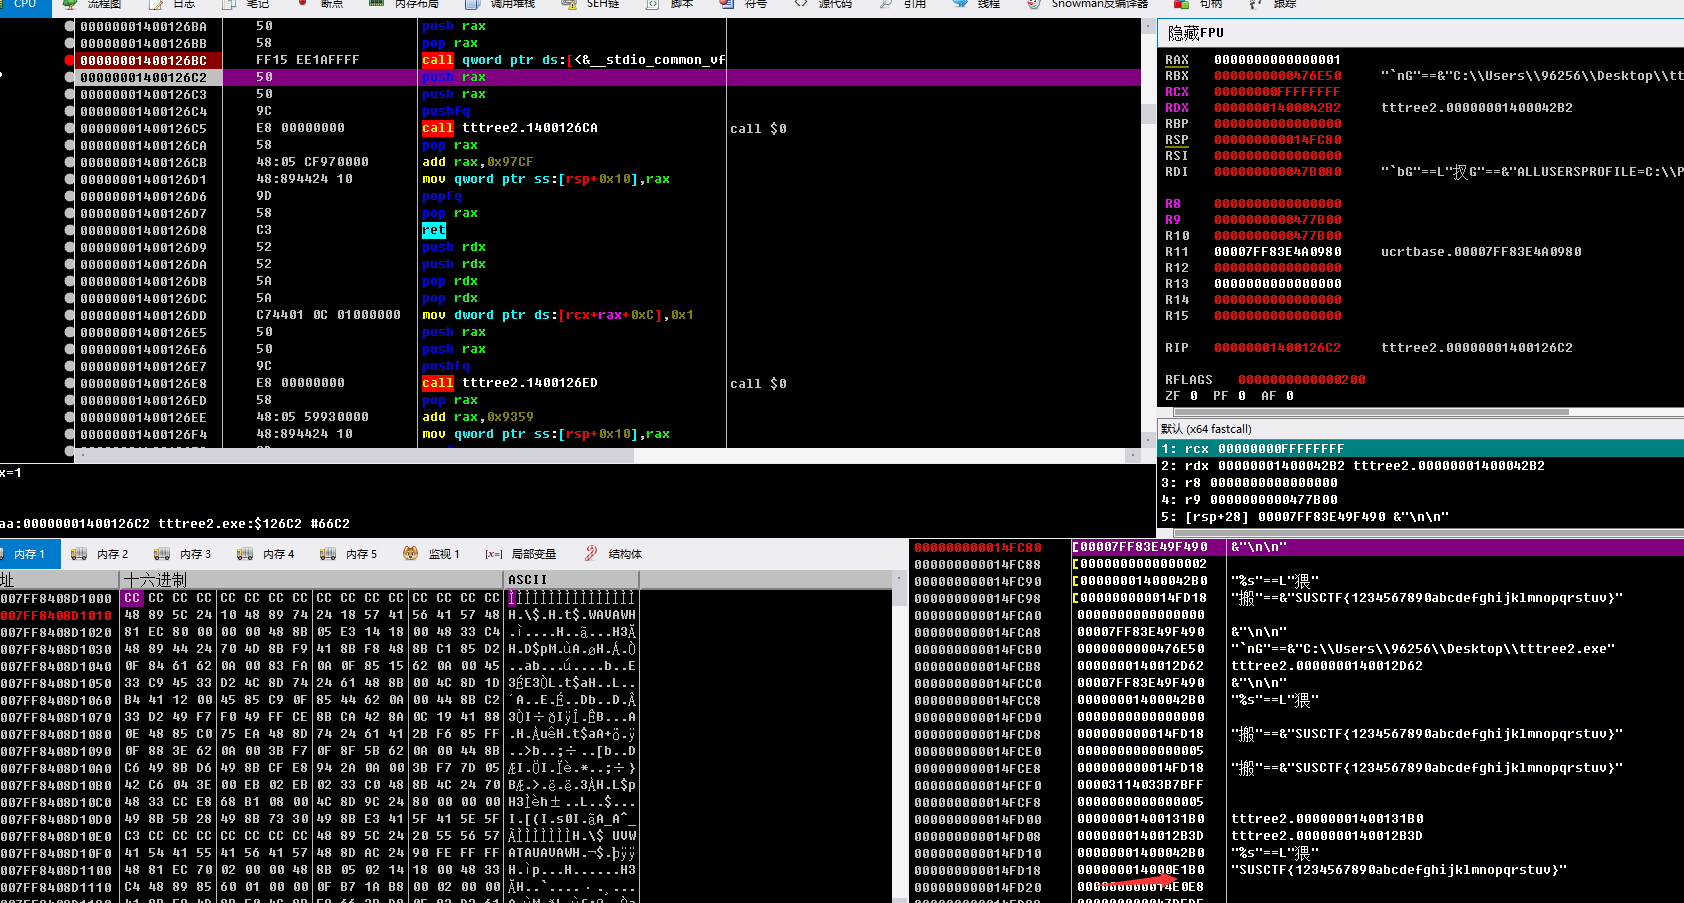 CPU 流程图 日志 笔记 断点 内存布局 调用堆栈 SEH链 脚本 符号 源代码 引用 线程 Snowman反编译器 句柄 跟踪
00000001400126BA 50 push rax
00000001400126BB 58 pop rax
00000001400126BC FF15 EE1AFFFF call qword ptr ds:[<&__stdio_common_vf
00000001400126C2 50 push rax
00000001400126C3 50 push rax
00000001400126C4 9C pushfq
00000001400126C5 E8 00000000 call tttree2.1400126CA call $0
00000001400126CA 58 pop rax
00000001400126CB 48:05 CF970000 add rax,0x97CF
00000001400126D1 48:894424 10 mov qword ptr ss:[rsp+0x10],rax
00000001400126D6 9D popfq
00000001400126D7 58 pop rax
00000001400126D8 C3 ret
00000001400126D9 52 push rdx
00000001400126DA 52 push rdx
00000001400126DB 5A pop rdx
00000001400126DC 5A pop rdx
00000001400126DD C74401 0C 01000000 mov dword ptr ds:[rcx+rax+0xC],0x1
00000001400126E5 50 push rax
00000001400126E6 50 push rax
00000001400126E7 9C pushfq
00000001400126E8 E8 00000000 call tttree2.1400126ED call $0
00000001400126ED 58 pop rax
00000001400126EE 48:05 59930000 add rax,0x9359
00000001400126F4 48:894424 10 mov qword ptr ss:[rsp+0x10],rax
隐藏FPU
RAX 0000000000000001
RBX 0000000000476E50 "`nG"==&"C:\\Users\\96256\\Desktop\\tt
RCX 00000000FFFFFFFF
RDX 00000001400042B2 tttree2.00000001400042B2
RBP 0000000000000000
RSP 000000000014FC80
RSI 0000000000000000
RDI 000000000047B080 "`bG"==L"扠G"==&"ALLUSERSPROFILE=C:\\P
R8 0000000000000000
R9 0000000000477B00
R10 0000000000477B00
R11 00007FF83E4A0980 ucrtbase.00007FF83E4A0980
R12 0000000000000000
R13 0000000000000000
R14 0000000000000000
R15 0000000000000000
RIP 00000001400126C2 tttree2.00000001400126C2
RFLAGS 0000000000000200
ZF 0 PF 0 AF 0
默认 (x64 fastcall)
1: rcx 00000000FFFFFFFF
2: rdx 00000001400042B2 tttree2.00000001400042B2
3: r8 0000000000000000
4: r9 0000000000477B00
5: [rsp+28] 00007FF83E49F490 &"\n\n"
x=1
aa:00000001400126C2 tttree2.exe:$126C2 #66C2
内存 1 内存 2 内存 3 内存 4 内存 5 监视 1 [x=] 局部变量 结构体
址 十六进制 ASCII
007FF8408D1000 CC CC CC CC CC CC CC CC CC CC CC CC CC CC CC CC ÌÌÌÌÌÌÌÌÌÌÌÌÌÌÌÌ
007FF8408D1010 48 89 5C 24 10 48 89 74 24 18 57 41 56 41 57 48 H.\$.H.t$.WAVAWH
007FF8408D1020 81 EC 80 00 00 00 48 8B 05 E3 14 18 00 48 33 C4 .ì....H..ã...H3Ä
007FF8408D1030 48 89 44 24 70 4D 8B F9 41 8B F8 48 8B C1 85 D2 H.D$pM.ùA.øH.Á.Ò
007FF8408D1040 0F 84 61 62 0A 00 83 FA 0A 0F 85 15 62 0A 00 45 ..ab...ú....b..E
007FF8408D1050 33 C9 45 33 D2 4C 8D 74 24 61 48 8B 00 4C 8D 1D 3ÉE3ÒL.t$aH..L..
007FF8408D1060 B4 41 12 00 45 85 C9 0F 85 44 62 0A 00 44 8B C2 ´A..E.É..Db..D.Â
007FF8408D1070 33 D2 49 F7 F0 49 FF CE 8B CA 42 8A 0C 19 41 88 3ÒI÷ðIÿÎ.ÊB...A.
007FF8408D1080 0E 48 85 C0 75 EA 48 8D 74 24 61 41 2B F6 85 FF .H.ÀuêH.t$aA+ö.ÿ
007FF8408D1090 0F 88 3E 62 0A 00 3B F7 0F 8F 5B 62 0A 00 44 8B ..>b..;÷..[b..D.
007FF8408D10A0 C6 49 8B D6 49 8B CF E8 94 2A 0A 00 3B F7 7D 05 ÆI.ÖI.Ïè.*..;÷}.
007FF8408D10B0 42 C6 04 3E 00 EB 02 EB 02 33 C0 48 8B 4C 24 70 BÆ.>.ë.ë.3ÀH.L$p
007FF8408D10C0 48 33 CC E8 68 B1 08 00 4C 8D 9C 24 80 00 00 00 H3Ìèh±..L..$....
007FF8408D10D0 49 8B 5B 28 49 8B 73 30 49 8B E3 41 5F 41 5E 5F I.[(I.s0I.ãA_A^_
007FF8408D10E0 C3 CC CC CC CC CC CC CC 48 89 5C 24 20 55 56 57 ÃÌÌÌÌÌÌÌH.\$ UVW
007FF8408D10F0 41 54 41 55 41 56 41 57 48 8D AC 24 90 FE FF FF ATAUAVAWH.¬$.þÿÿ
007FF8408D1100 48 81 EC 70 02 00 00 48 8B 05 02 14 18 00 48 33 H.ìp...H......H3
007FF8408D1110 C4 48 89 85 60 01 00 00 0F B7 1A B8 00 02 00 00 ÄH..`....·.¸....
000000000014FC80 00007FF83E49F490 &"\n\n"
000000000014FC88 0000000000000002
000000000014FC90 00000001400042B0 "%s"==L"猥"
000000000014FC98 000000000014FD18 "搬"==&"SUSCTF{1234567890abcdefghijklmnopqrstuv}"
000000000014FCA0 0000000000000000
000000000014FCA8 00007FF83E49F490 &"\n\n"
000000000014FCB0 0000000000476E50 "`nG"==&"C:\\Users\\96256\\Desktop\\tttree2.exe"
000000000014FCB8 0000000140012D62 tttree2.0000000140012D62
000000000014FCC0 00007FF83E49F490 &"\n\n"
000000000014FCC8 00000001400042B0 "%s"==L"猥"
000000000014FCD0 0000000000000000
000000000014FCD8 000000000014FD18 "搬"==&"SUSCTF{1234567890abcdefghijklmnopqrstuv}"
000000000014FCE0 0000000000000005
000000000014FCE8 000000000014FD18 "搬"==&"SUSCTF{1234567890abcdefghijklmnopqrstuv}"
000000000014FCF0 00003114033B7BFF
000000000014FCF8 0000000000000005
000000000014FD00 00000001400131B0 tttree2.00000001400131B0
000000000014FD08 0000000140012B3D tttree2.0000000140012B3D
000000000014FD10 00000001400042B0 "%s"==L"猥"
000000000014FD18 000000014000E1B0 "SUSCTF{1234567890abcdefghijklmnopqrstuv}"
000000000014FD20 000000000014E0E8